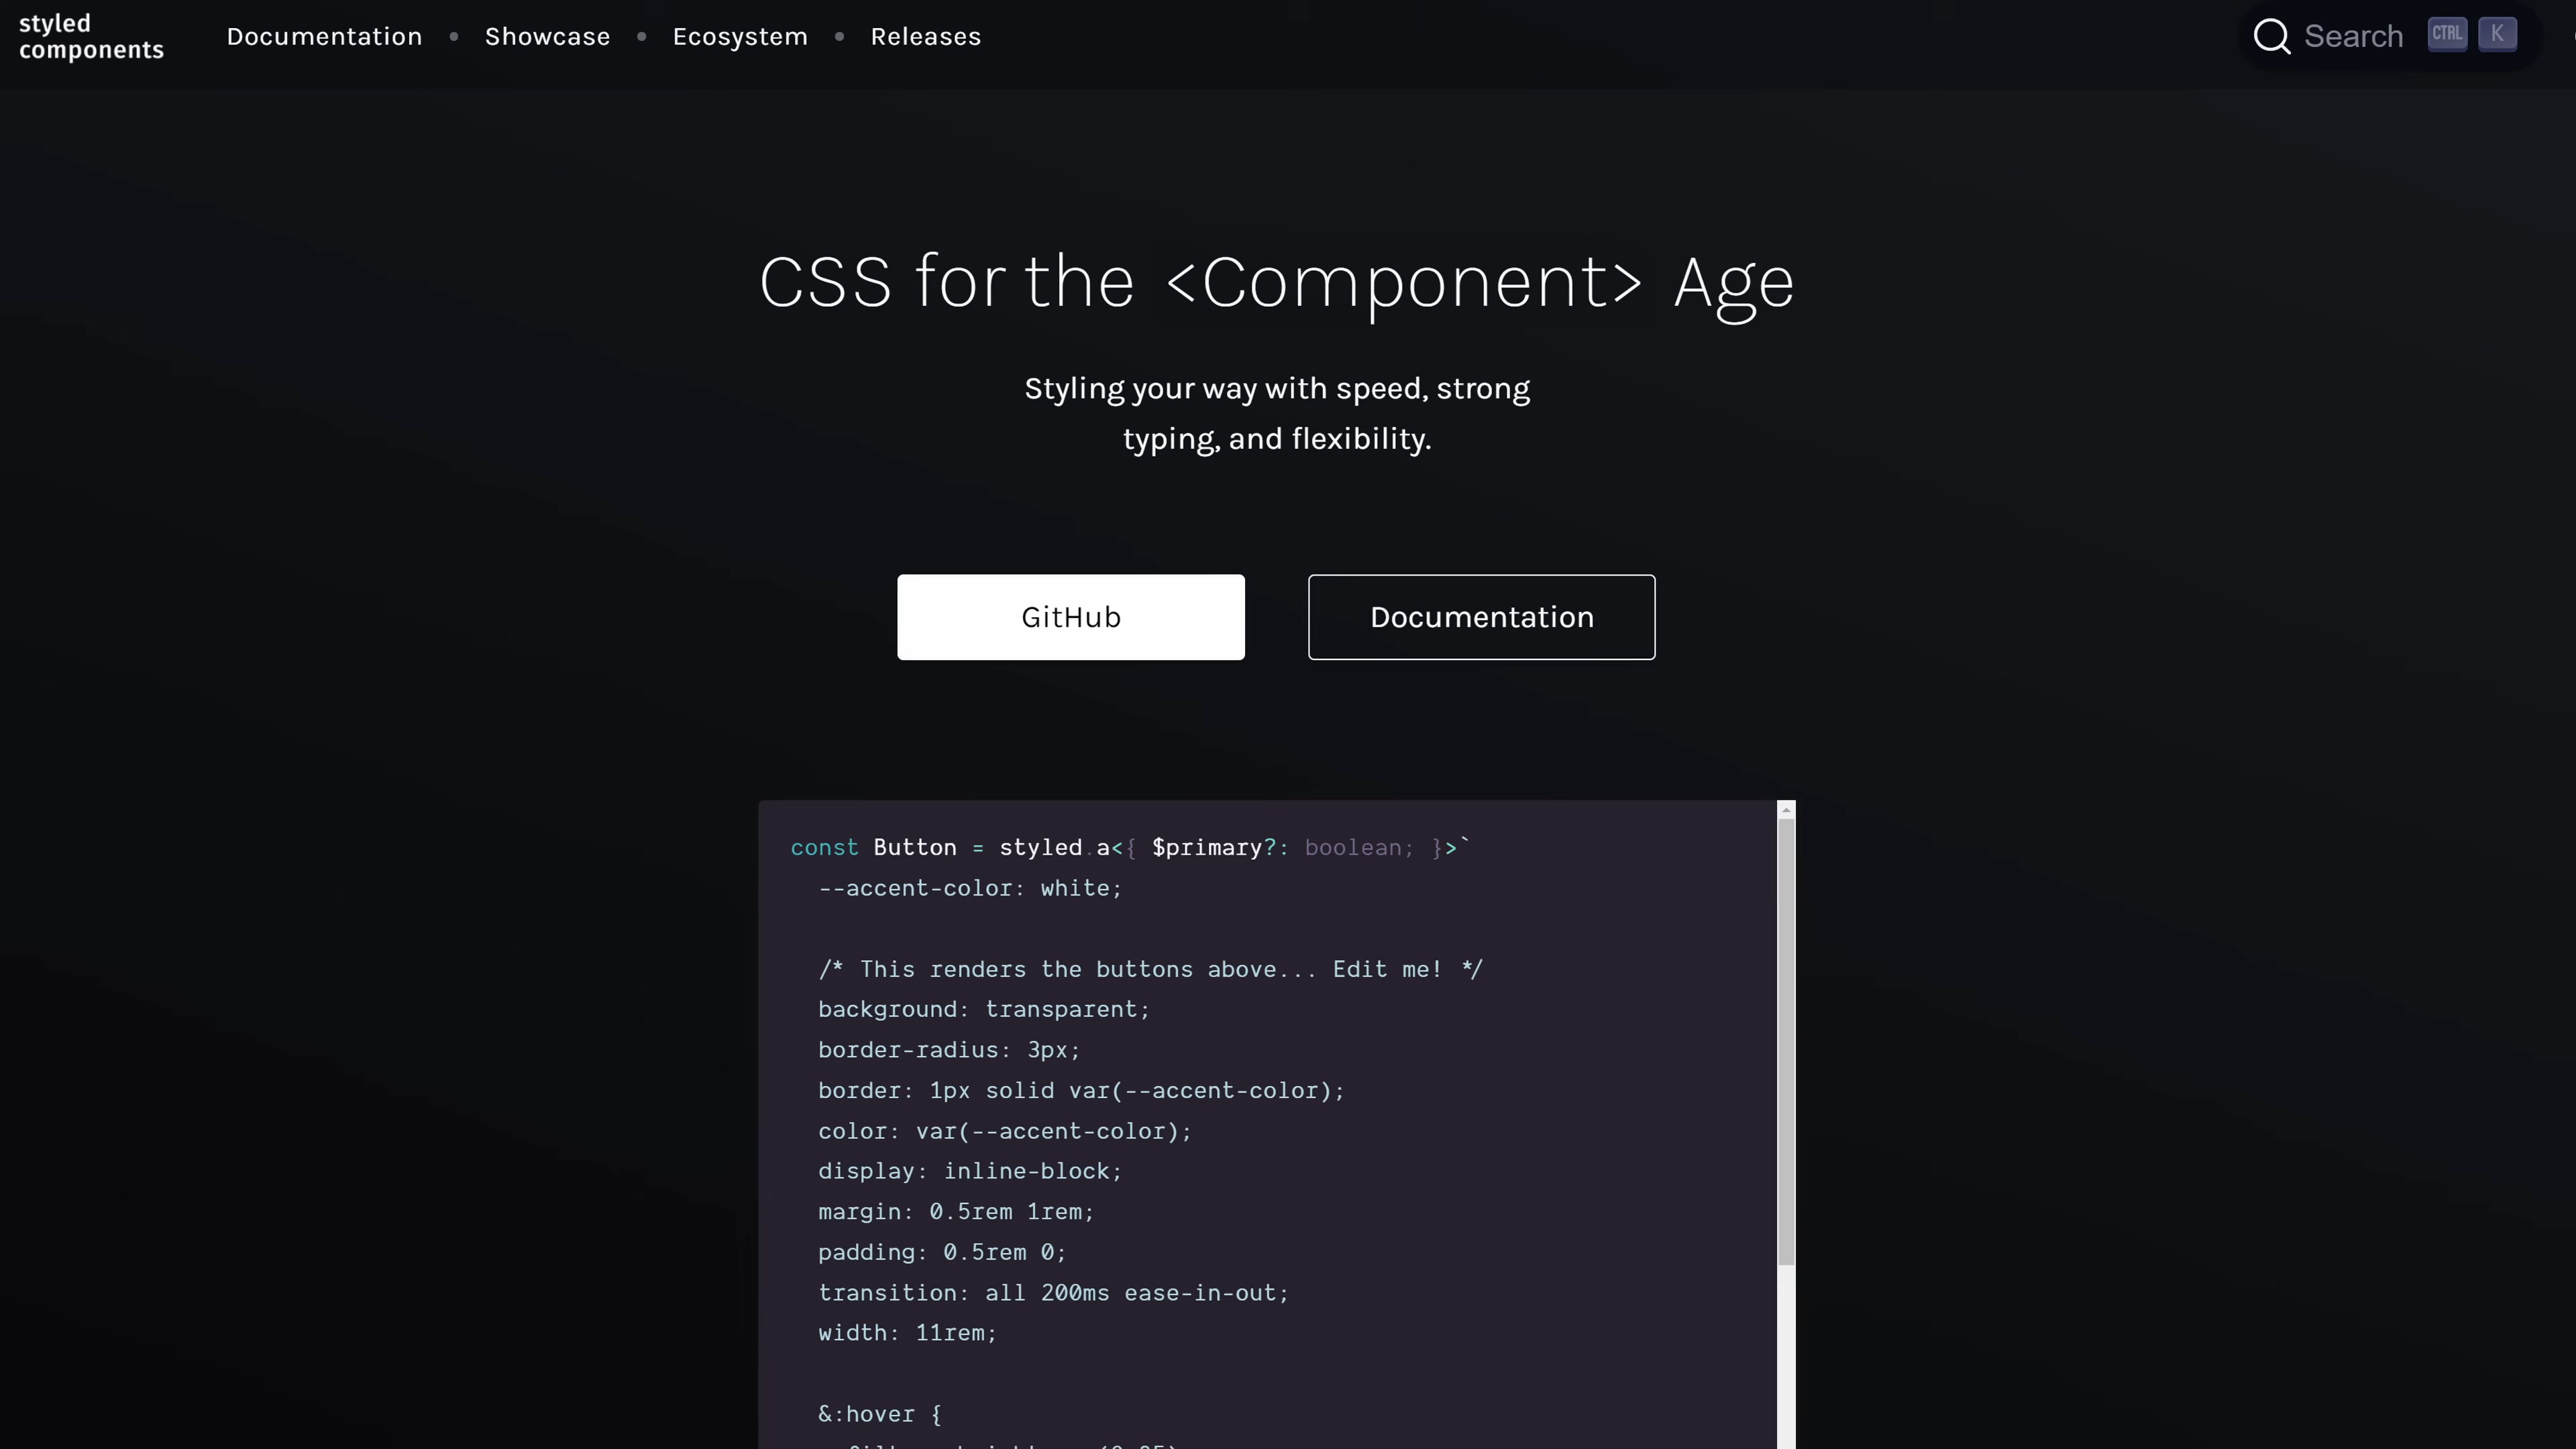 styled
components
Documentation • Showcase • Ecosystem • Releases
Search CTRL K
CSS for the <Component> Age
Styling your way with speed, strong
typing, and flexibility.
GitHub
Documentation
const Button = styled.a<{ $primary?: boolean; }>`
--accent-color: white;
/* This renders the buttons above... Edit me! */
background: transparent;
border-radius: 3px;
border: 1px solid var(--accent-color);
color: var(--accent-color);
display: inline-block;
margin: 0.5rem 1rem;
padding: 0.5rem 0;
transition: all 200ms ease-in-out;
width: 11rem;
&:hover {